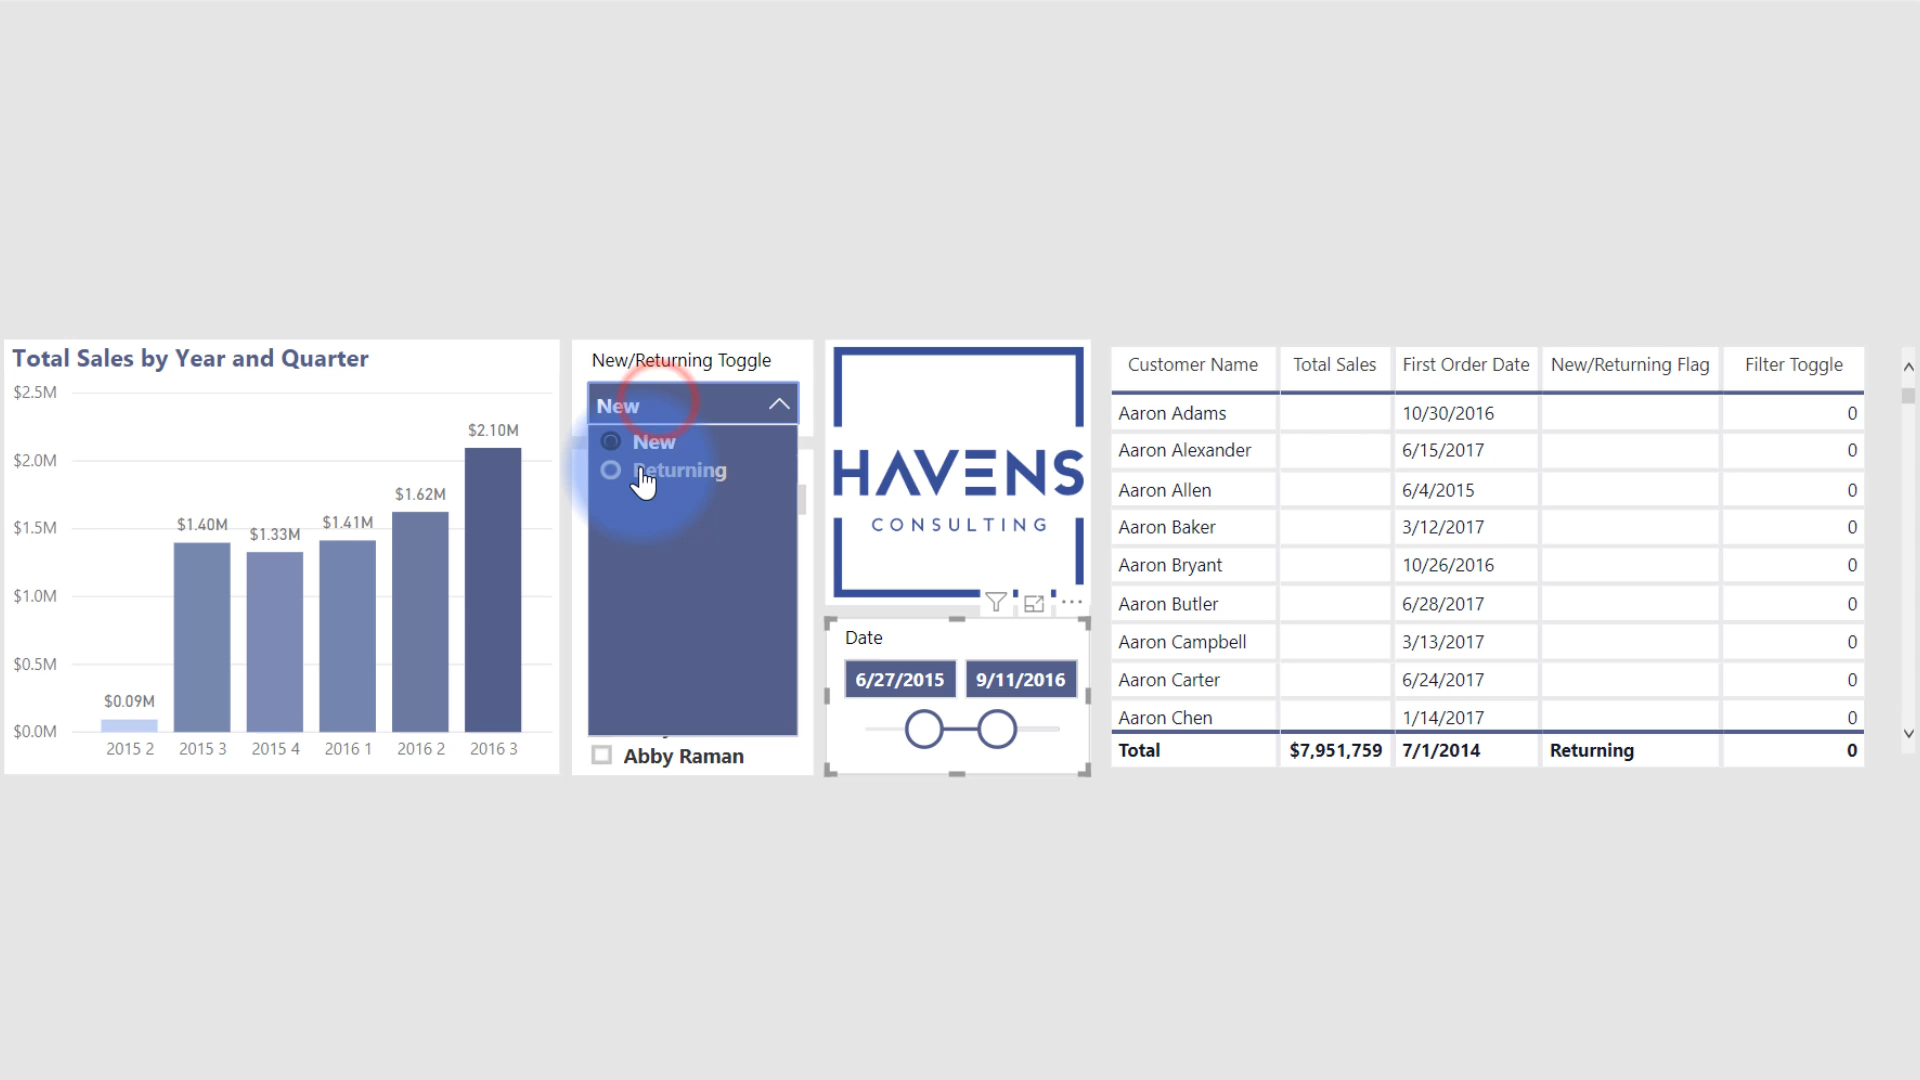 Total Sales by Year and Quarter
$2.5M
$2.0M
$1.5M
$1.0M
$0.5M
$0.0M
$0.09M
$1.40M
$1.33M
$1.41M
$1.62M
$2.10M
2015 2
2015 3
2015 4
2016 1
2016 2
2016 3
New/Returning Toggle
New
New
Returning
Abby Raman
HAVENS
CONSULTING
Date
6/27/2015 9/11/2016
Customer Name Total Sales First Order Date New/Returning Flag Filter Toggle
Aaron Adams 10/30/2016 0
Aaron Alexander 6/15/2017 0
Aaron Allen 6/4/2015 0
Aaron Baker 3/12/2017 0
Aaron Bryant 10/26/2016 0
Aaron Butler 6/28/2017 0
Aaron Campbell 3/13/2017 0
Aaron Carter 6/24/2017 0
Aaron Chen 1/14/2017 0
Total $7,951,759 7/1/2014 Returning 0